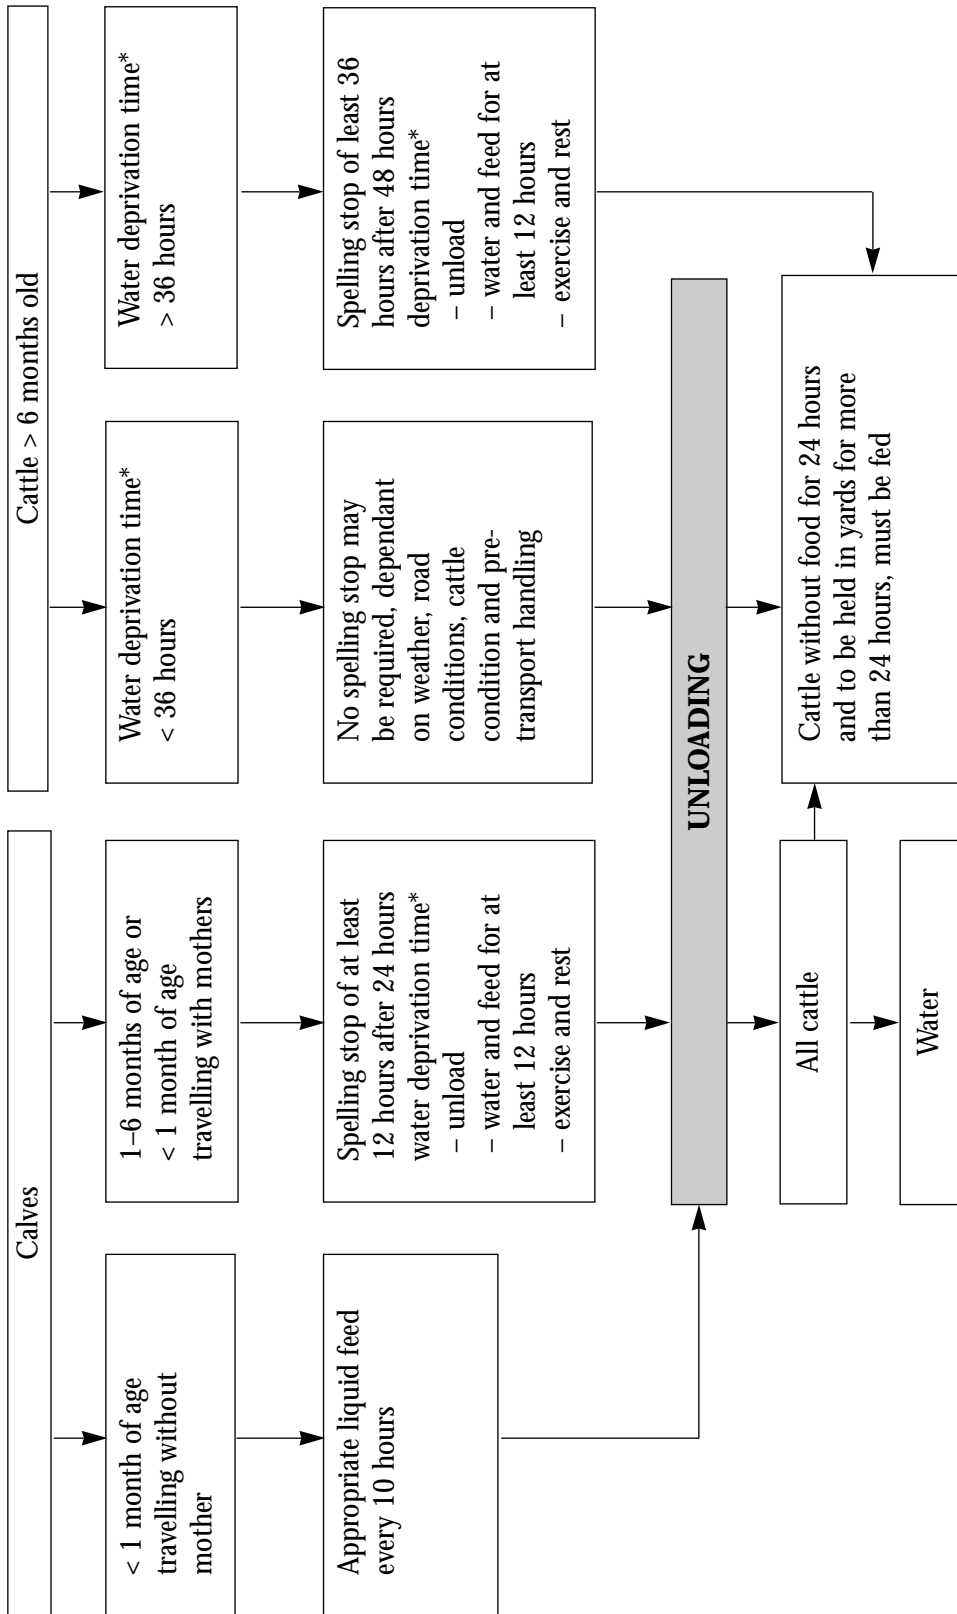 Calves
< 1 month of age
travelling without
mother
Appropriate liquid feed
every 10 hours
1–6 months of age or
< 1 month of age
travelling with mothers
Spelling stop of at least
12 hours after 24 hours
water deprivation time*
– unload
– water and feed for at
least 12 hours
– exercise and rest
Cattle > 6 months old
Water deprivation time*
< 36 hours
No spelling stop may
be required, dependant
on weather, road
conditions, cattle
condition and pre-
transport handling
Water deprivation time*
> 36 hours
Spelling stop of least 36
hours after 48 hours
deprivation time*
– unload
– water and feed for at
least 12 hours
– exercise and rest
UNLOADING
All cattle
Water
Cattle without food for 24 hours
and to be held in yards for more
than 24 hours, must be fed